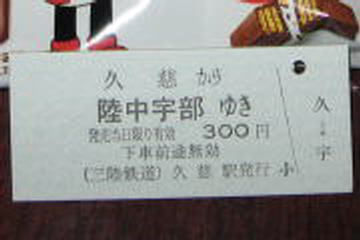 久慈から
陸中宇部 ゆき
発売当日限り有効 300円
下車前途無効
(三陸鉄道) 久慈駅発行 小
久
宇